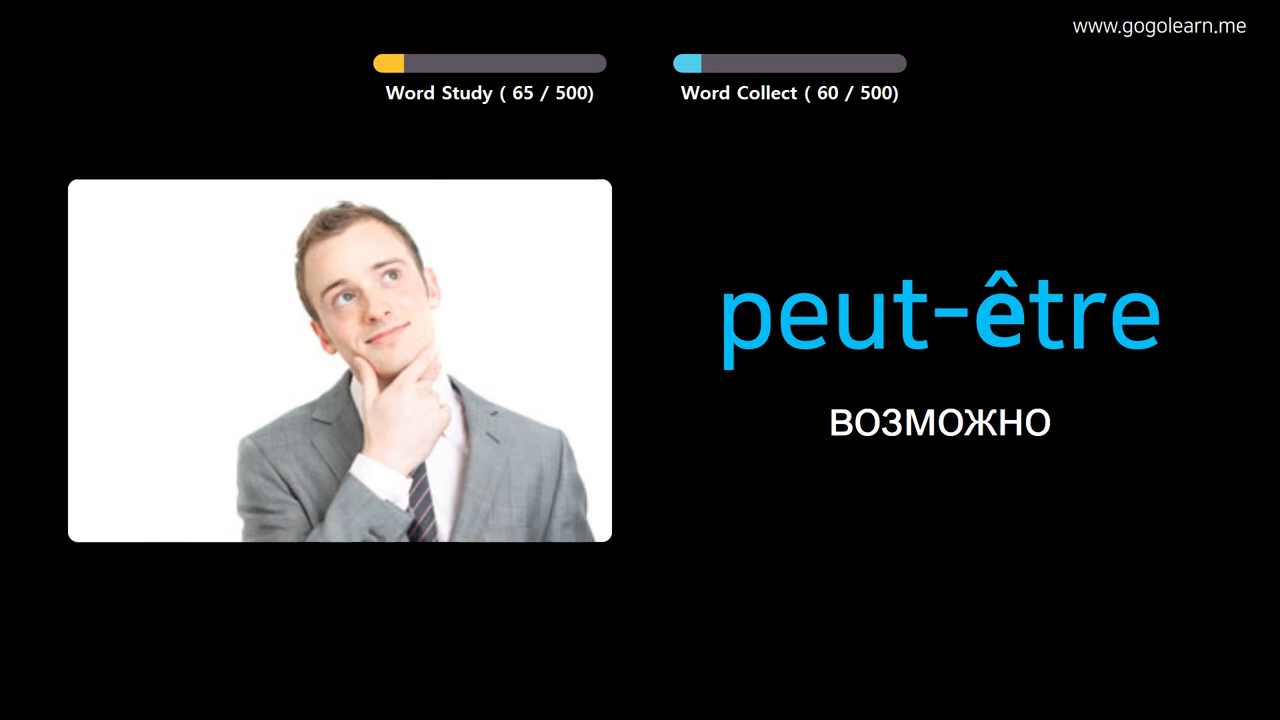 www.gogolearn.me
Word Study ( 65 / 500)
Word Collect ( 60 / 500)
peut-être
возможно